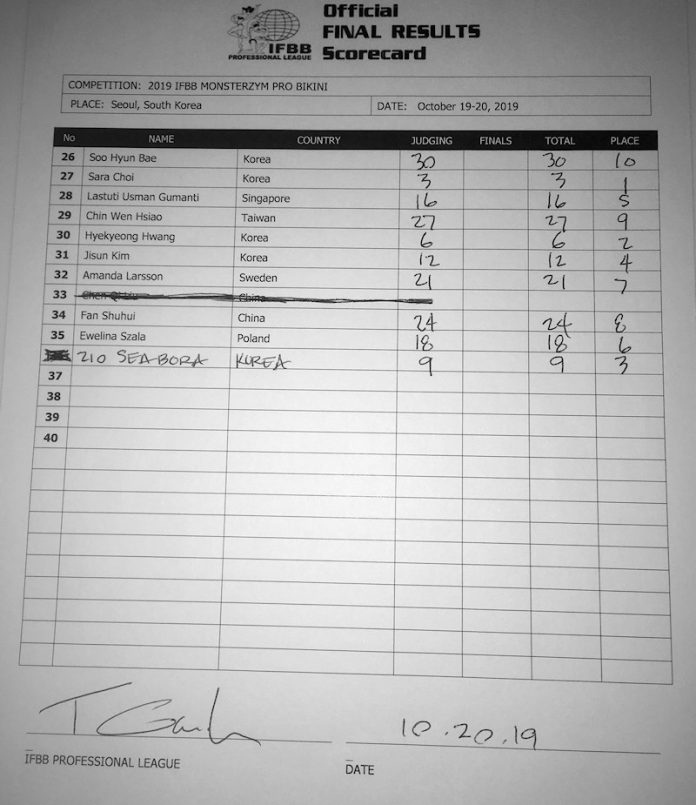 Official
FINAL RESULTS
IFBB
PROFESSIONAL LEAGUE
Scorecard
COMPETITION: 2019 IFBB MONSTERZYM PRO BIKINI
PLACE: Seoul, South Korea DATE: October 19-20, 2019
No NAME COUNTRY JUDGING FINALS TOTAL PLACE
26 Soo Hyun Bae Korea 30 30 10
27 Sara Choi Korea 3 3 1
28 Lastuti Usman Gumanti Singapore 16 16 5
29 Chin Wen Hsiao Taiwan 27 27 9
30 Hyekyeong Hwang Korea 6 6 2
31 Jisun Kim Korea 12 12 4
32 Amanda Larsson Sweden 21 21 7
33 China
34 Fan Shuhui China 24 24 8
35 Ewelina Szala Poland 18 18 6
210 SEA BORA KOREA 9 9 3
37
38
39
40
10.20.19
IFBB PROFESSIONAL LEAGUE DATE